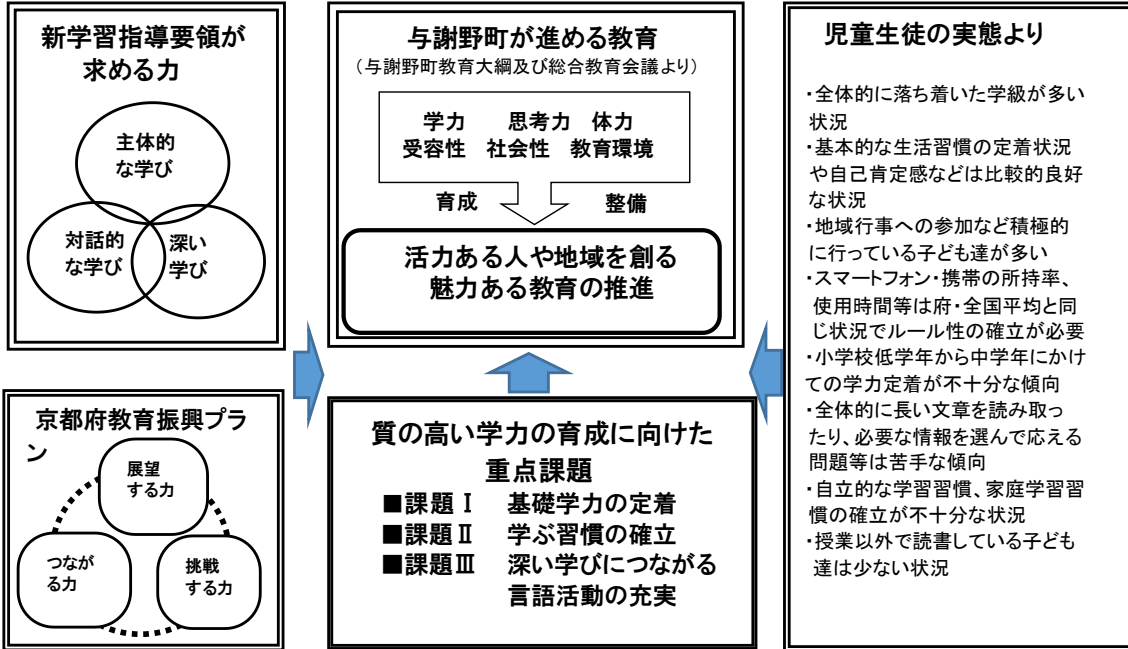 新学習指導要領が
求める力
主体的
な学び
対話的
な学び
深い
学び
京都府教育振興プラ
ン
展望
する力
つなが
る力
挑戦
する力
与謝野町が進める教育
(与謝野町教育大綱及び総合教育会議より)
学力 思考力 体力
受容性 社会性 教育環境
育成 整備
活力ある人や地域を創る
魅力ある教育の推進
質の高い学力の育成に向けた
重点課題
■課題Ⅰ 基礎学力の定着
■課題Ⅱ 学ぶ習慣の確立
■課題Ⅲ 深い学びにつながる
言語活動の充実
児童生徒の実態より
・全体的に落ち着いた学級が多い
状況
・基本的な生活習慣の定着状況
や自己肯定感などは比較的良好
な状況
・地域行事への参加など積極的
に行っている子ども達が多い
・スマートフォン・携帯の所持率、
使用時間等は府・全国平均と同
じ状況でルール性の確立が必要
・小学校低学年から中学年にかけ
ての学力定着が不十分な傾向
・全体的に長い文章を読み取っ
たり、必要な情報を選んで応える
問題等は苦手な傾向
・自立的な学習習慣、家庭学習習
慣の確立が不十分な状況
・授業以外で読書している子ども
達は少ない状況